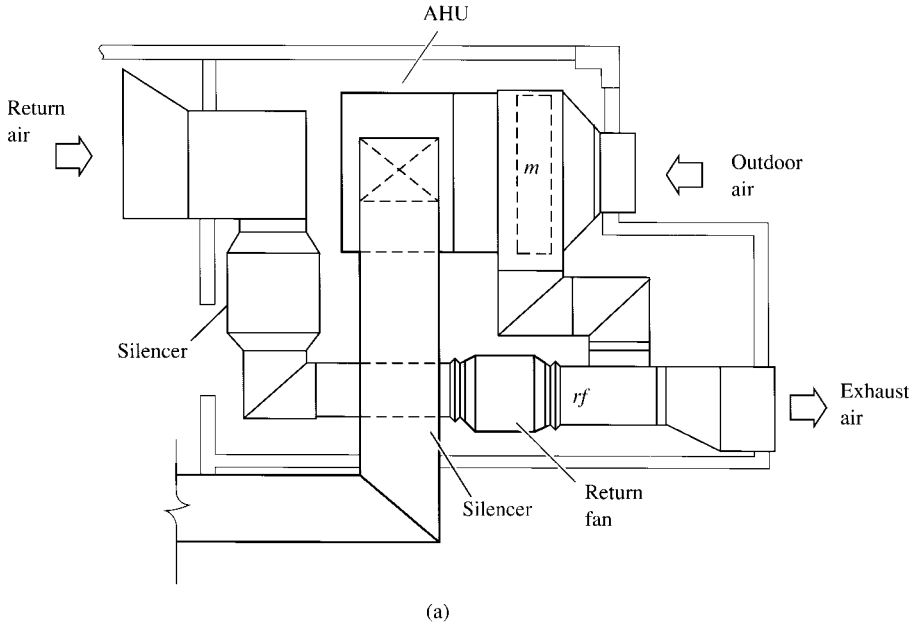 AHU
Return
air
m
Outdoor
air
Silencer
rf
Exhaust
air
Silencer
Return
fan
(a)